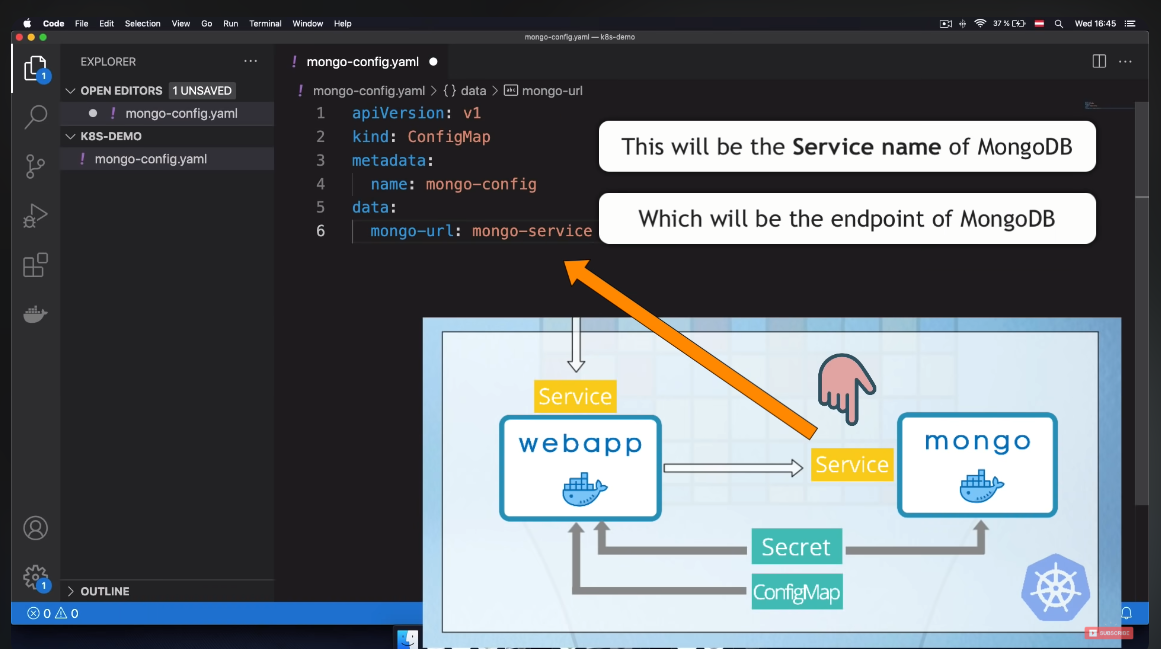 Code File Edit Selection View Go Run Terminal Window Help
37 % Wed 16:45
mongo-config.yaml — k8s-demo
EXPLORER
OPEN EDITORS 1 UNSAVED
! mongo-config.yaml
K8S-DEMO
! mongo-config.yaml
OUTLINE
! mongo-config.yaml
! mongo-config.yaml > {} data > abc mongo-url
1 apiVersion: v1
2 kind: ConfigMap
3 metadata:
4 name: mongo-config
5 data:
6 mongo-url: mongo-service
This will be the Service name of MongoDB
Which will be the endpoint of MongoDB
Service
webapp
Service
mongo
Secret
ConfigMap
1
1
0 0
SUBSCRIBE